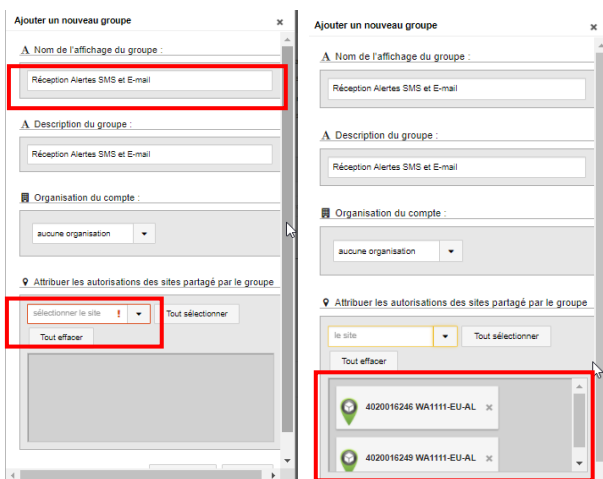 Ajouter un nouveau groupe ×
A Nom de l'affichage du groupe :
Réception Alertes SMS et E-mail
A Description du groupe :
Réception Alertes SMS et E-mail
Organisation du compte :
aucune organisation
Attribuer les autorisations des sites partagé par le groupe
sélectionner le site ! Tout sélectionner
Tout effacer
Ajouter un nouveau groupe ×
A Nom de l'affichage du groupe :
Réception Alertes SMS et E-mail
A Description du groupe :
Réception Alertes SMS et E-mail
Organisation du compte :
aucune organisation
Attribuer les autorisations des sites partagé par le groupe
le site Tout sélectionner
Tout effacer
4020016246 WA1111-EU-AL ×
4020016249 WA1111-EU-AL ×